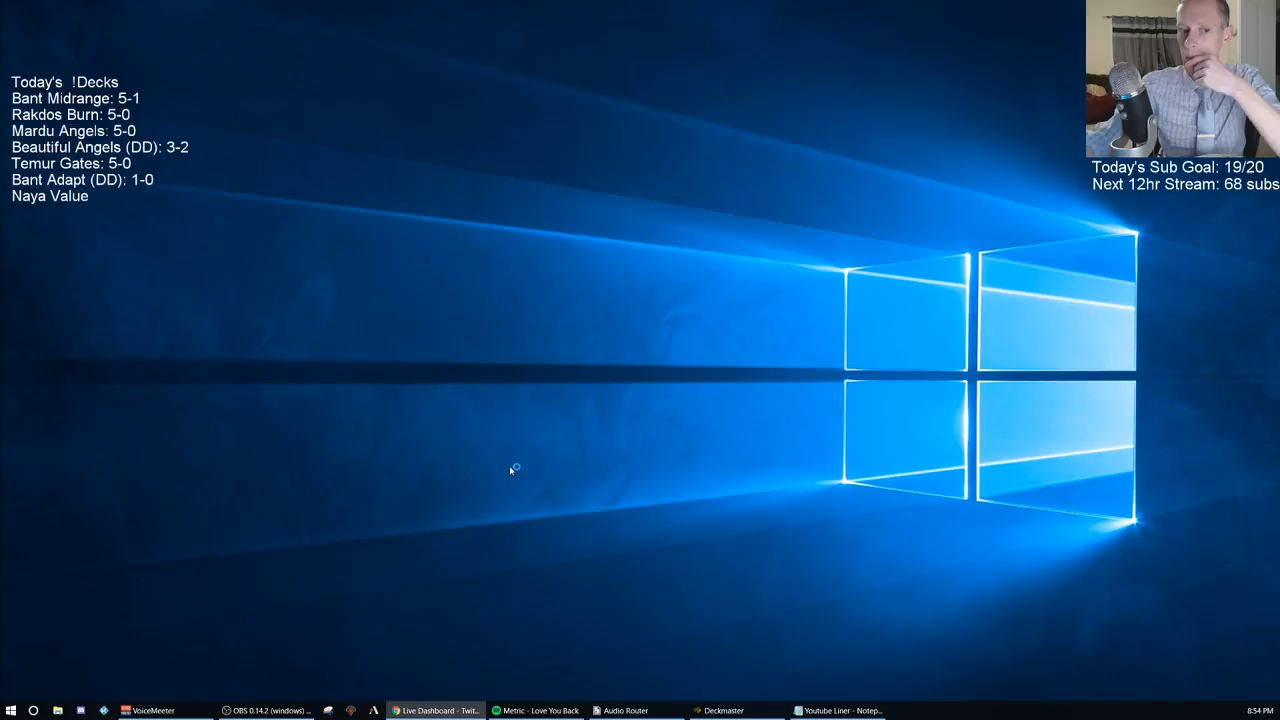 Today's !Decks
Bant Midrange: 5-1
Rakdos Burn: 5-0
Mardu Angels: 5-0
Beautiful Angels (DD): 3-2
Temur Gates: 5-0
Bant Adapt (DD): 1-0
Naya Value
Today's Sub Goal: 19/20
Next 12hr Stream: 68 subs
VoiceMeeter
OBS 0.14.2 (windows) ...
Live Dashboard - Twit...
Metric - Love You Back
Audio Router
Deckmaster
Youtube Liner - Notep...
8:54 PM